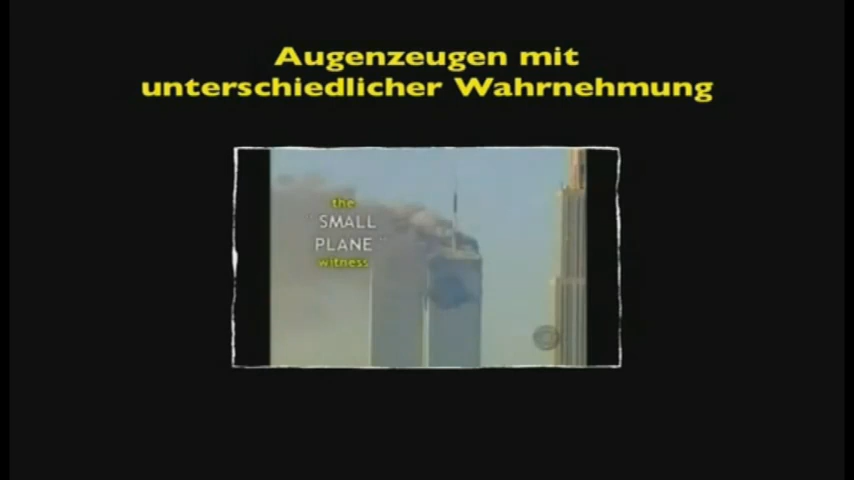 Augenzeugen mit
unterschiedlicher Wahrnehmung
the
"SMALL
PLANE"
witness